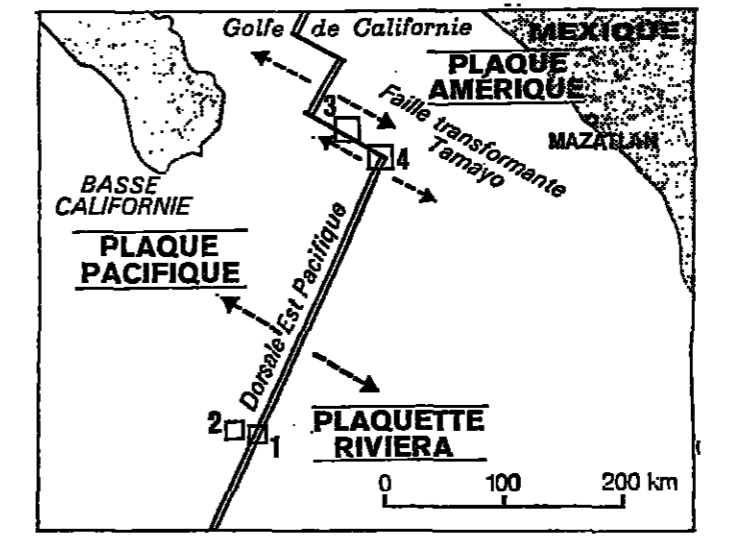 Golfe de Californie
MEXIQUE
PLAQUE
AMÉRIQUE
Faille transformante
Tamayo
MAZATLAN
3
4
BASSE
CALIFORNIE
PLAQUE
PACIFIQUE
Dorsale Est Pacifique
2
1
PLAQUETTE
RIVIERA
0 100 200 km